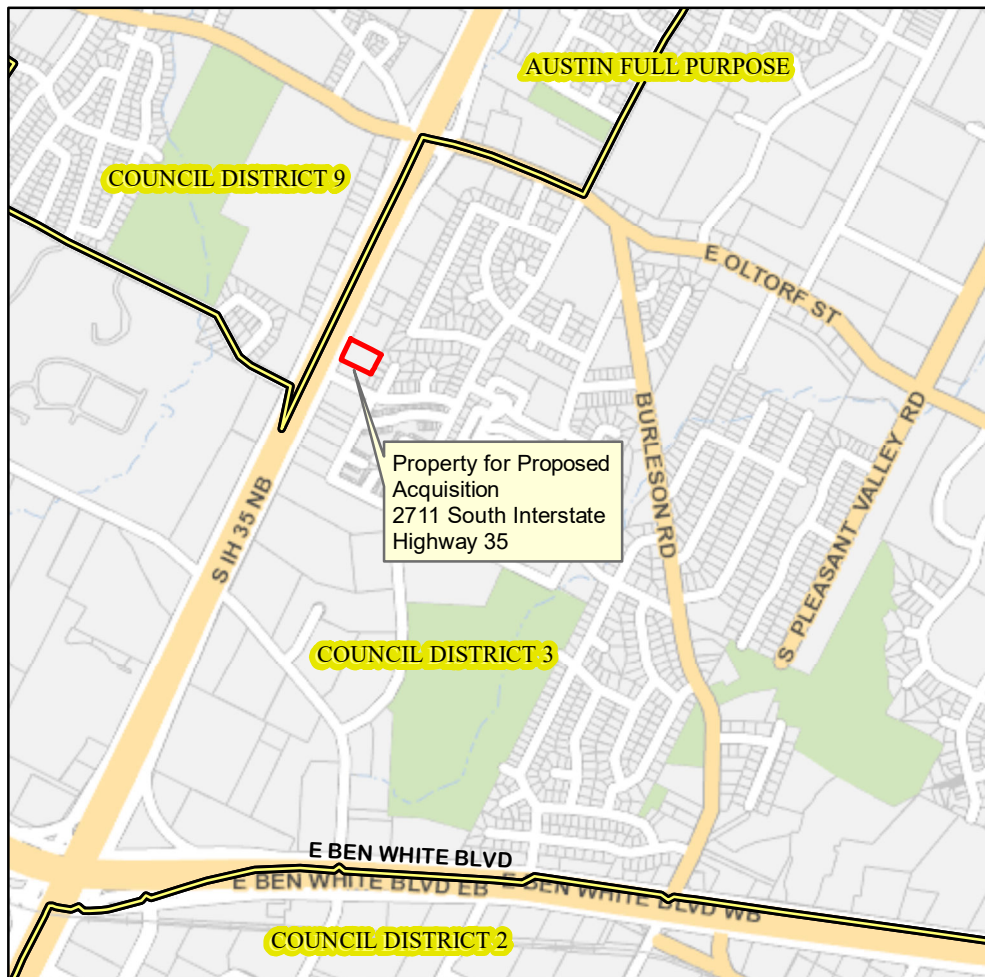 AUSTIN FULL PURPOSE
COUNCIL DISTRICT 9
E OLTORF ST
BURLESON RD
S PLEASANT VALLEY RD
Property for Proposed
Acquisition
2711 South Interstate
Highway 35
S IH 35 NB
COUNCIL DISTRICT 3
E BEN WHITE BLVD
E BEN WHITE BLVD EB
E BEN WHITE BLVD WB
COUNCIL DISTRICT 2